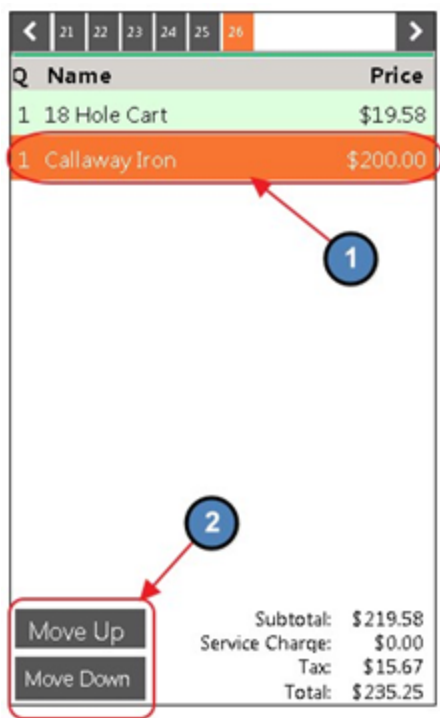 21 22 23 24 25 26
Q Name Price
1 18 Hole Cart $19.58
1 Callaway Iron $200.00
1
2
Move Up
Move Down
Subtotal: $219.58
Service Charge: $0.00
Tax: $15.67
Total: $235.25